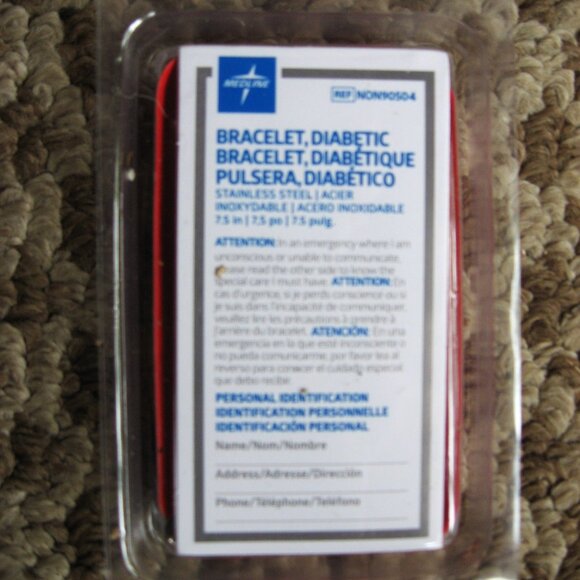 MEDLINE
REF NON90504
BRACELET, DIABETIC
BRACELET, DIABÉTIQUE
PULSERA, DIABÉTICO
STAINLESS STEEL | ACIER
INOXYDABLE | ACERO INOXIDABLE
7.5 in | 7,5 po | 7.5 pulg.
ATTENTION: In an emergency where I am
unconscious or unable to communicate,
please read the other side to know the
special care I must have. ATTENTION: En
cas d'urgence, si je perds conscience ou si
je suis dans l'incapacité de communiquer,
veuillez lire les précautions à prendre à
l'arrière du bracelet. ATENCIÓN: En una
emergencia en la que esté inconsciente o
no pueda comunicarme, por favor lea al
reverso para conocer el cuidado especial
que debo recibir.
PERSONAL IDENTIFICATION
IDENTIFICATION PERSONNELLE
IDENTIFICACIÓN PERSONAL
Name/Nom/Nombre
Address/Adresse/Dirección
Phone/Téléphone/Teléfono